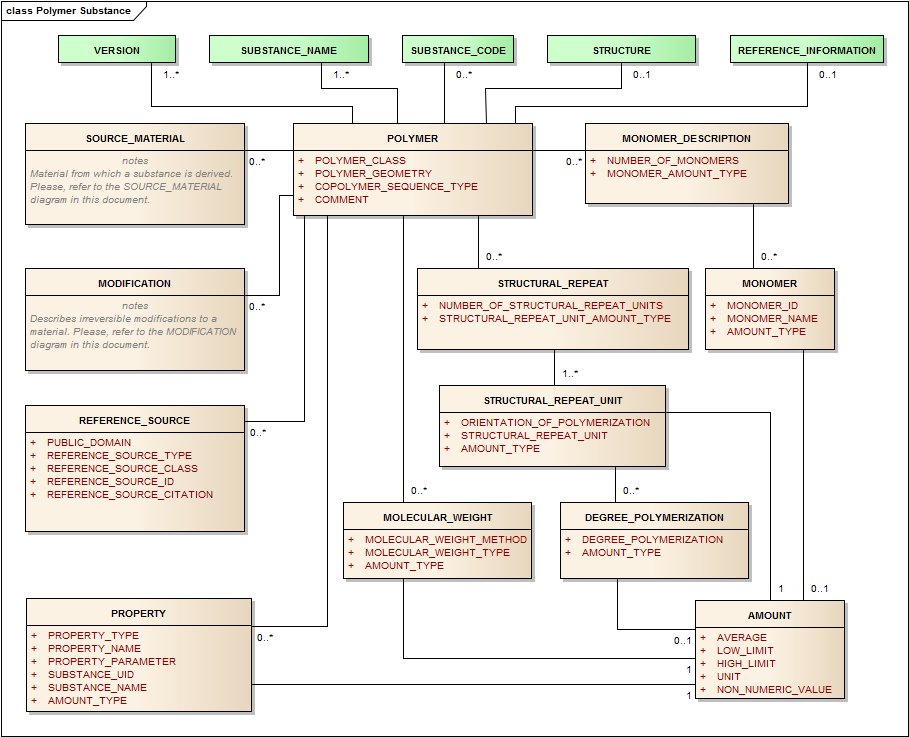 class Polymer Substance
VERSION
SUBSTANCE_NAME
SUBSTANCE_CODE
STRUCTURE
REFERENCE_INFORMATION
1..*
1..*
0..*
0..1
0..1
SOURCE_MATERIAL
notes
Material from which a substance is derived.
Please, refer to the SOURCE_MATERIAL
diagram in this document.
0..*
POLYMER
+ POLYMER_CLASS
+ POLYMER_GEOMETRY
+ COPOLYMER_SEQUENCE_TYPE
+ COMMENT
0..*
MONOMER_DESCRIPTION
+ NUMBER_OF_MONOMERS
+ MONOMER_AMOUNT_TYPE
0..*
0..*
MODIFICATION
notes
Describes irreversible modifications to a
material. Please, refer to the MODIFICATION
diagram in this document.
0..*
STRUCTURAL_REPEAT
+ NUMBER_OF_STRUCTURAL_REPEAT_UNITS
+ STRUCTURAL_REPEAT_UNIT_AMOUNT_TYPE
MONOMER
+ MONOMER_ID
+ MONOMER_NAME
+ AMOUNT_TYPE
1..*
STRUCTURAL_REPEAT_UNIT
+ ORIENTATION_OF_POLYMERIZATION
+ STRUCTURAL_REPEAT_UNIT
+ AMOUNT_TYPE
REFERENCE_SOURCE
+ PUBLIC_DOMAIN
+ REFERENCE_SOURCE_TYPE
+ REFERENCE_SOURCE_CLASS
+ REFERENCE_SOURCE_ID
+ REFERENCE_SOURCE_CITATION
0..*
0..*
0..*
MOLECULAR_WEIGHT
+ MOLECULAR_WEIGHT_METHOD
+ MOLECULAR_WEIGHT_TYPE
+ AMOUNT_TYPE
DEGREE_POLYMERIZATION
+ DEGREE_POLYMERIZATION
+ AMOUNT_TYPE
1
0..1
PROPERTY
+ PROPERTY_TYPE
+ PROPERTY_NAME
+ PROPERTY_PARAMETER
+ SUBSTANCE_UID
+ SUBSTANCE_NAME
+ AMOUNT_TYPE
0..*
0..1
1
1
AMOUNT
+ AVERAGE
+ LOW_LIMIT
+ HIGH_LIMIT
+ UNIT
+ NON_NUMERIC_VALUE